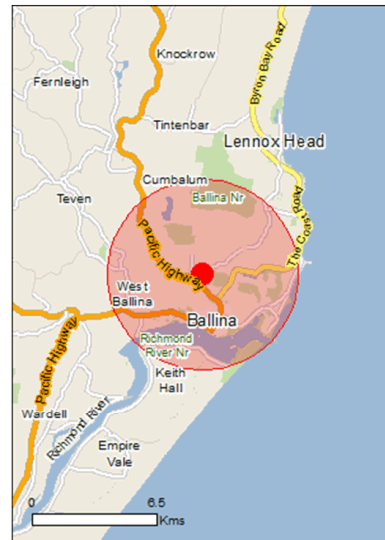 Knockrow
Byron Bay Road
Fernleigh
Tintenbar
Lennox Head
Cumbalum
Teven
Ballina Nr
Pacific Highway
The Coast Road
West
Ballina
Ballina
Pacific Highway
Richmond
River Nr
Keith
Hall
Wardell
Richmond River
Empire
Vale
0
6.5
Kms